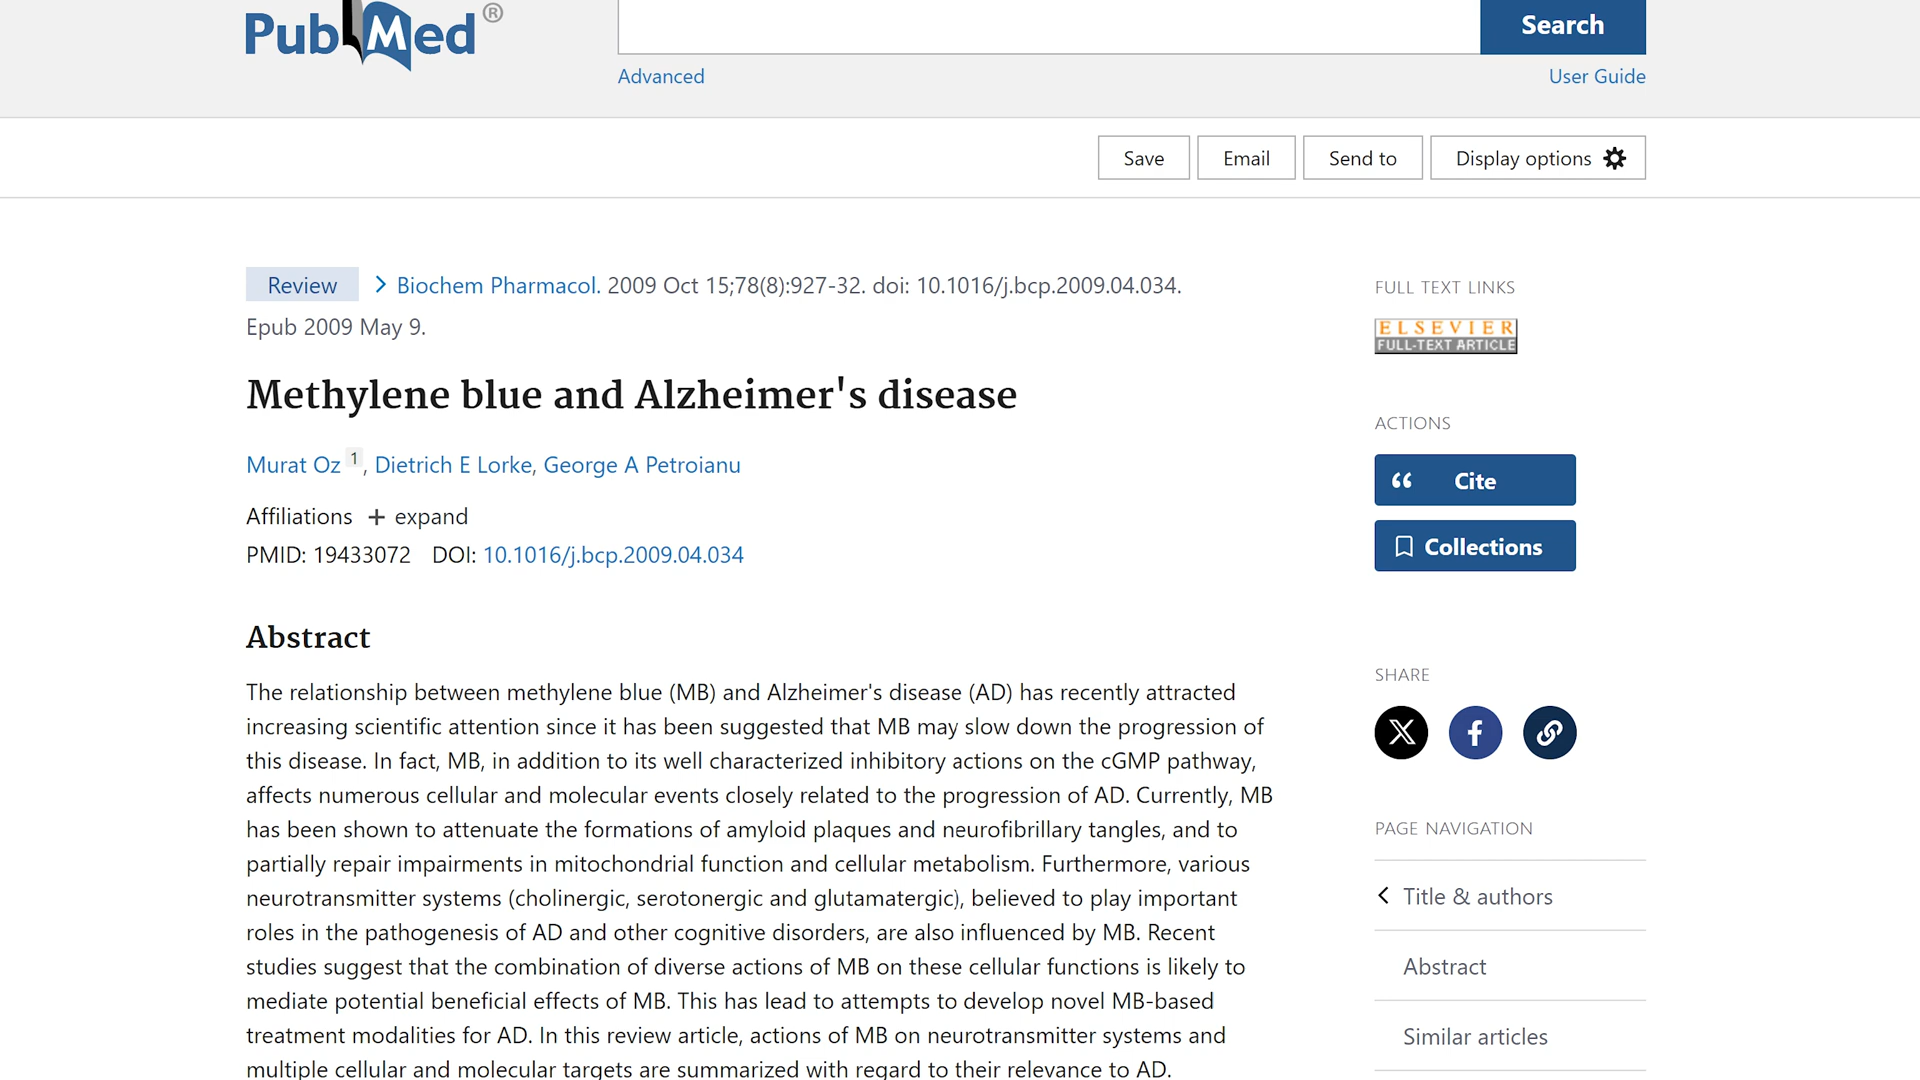 PubMed®
Search
Advanced
User Guide
Save
Email
Send to
Display options
Review
Biochem Pharmacol. 2009 Oct 15;78(8):927-32. doi: 10.1016/j.bcp.2009.04.034.
Epub 2009 May 9.
Methylene blue and Alzheimer's disease
Murat Oz 1, Dietrich E Lorke, George A Petroianu
Affiliations + expand
PMID: 19433072 DOI: 10.1016/j.bcp.2009.04.034
Abstract
The relationship between methylene blue (MB) and Alzheimer's disease (AD) has recently attracted
increasing scientific attention since it has been suggested that MB may slow down the progression of
this disease. In fact, MB, in addition to its well characterized inhibitory actions on the cGMP pathway,
affects numerous cellular and molecular events closely related to the progression of AD. Currently, MB
has been shown to attenuate the formations of amyloid plaques and neurofibrillary tangles, and to
partially repair impairments in mitochondrial function and cellular metabolism. Furthermore, various
neurotransmitter systems (cholinergic, serotonergic and glutamatergic), believed to play important
roles in the pathogenesis of AD and other cognitive disorders, are also influenced by MB. Recent
studies suggest that the combination of diverse actions of MB on these cellular functions is likely to
mediate potential beneficial effects of MB. This has lead to attempts to develop novel MB-based
treatment modalities for AD. In this review article, actions of MB on neurotransmitter systems and
multiple cellular and molecular targets are summarized with regard to their relevance to AD.
FULL TEXT LINKS
ELSEVIER
FULL-TEXT ARTICLE
ACTIONS
Cite
Collections
SHARE
PAGE NAVIGATION
Title & authors
Abstract
Similar articles